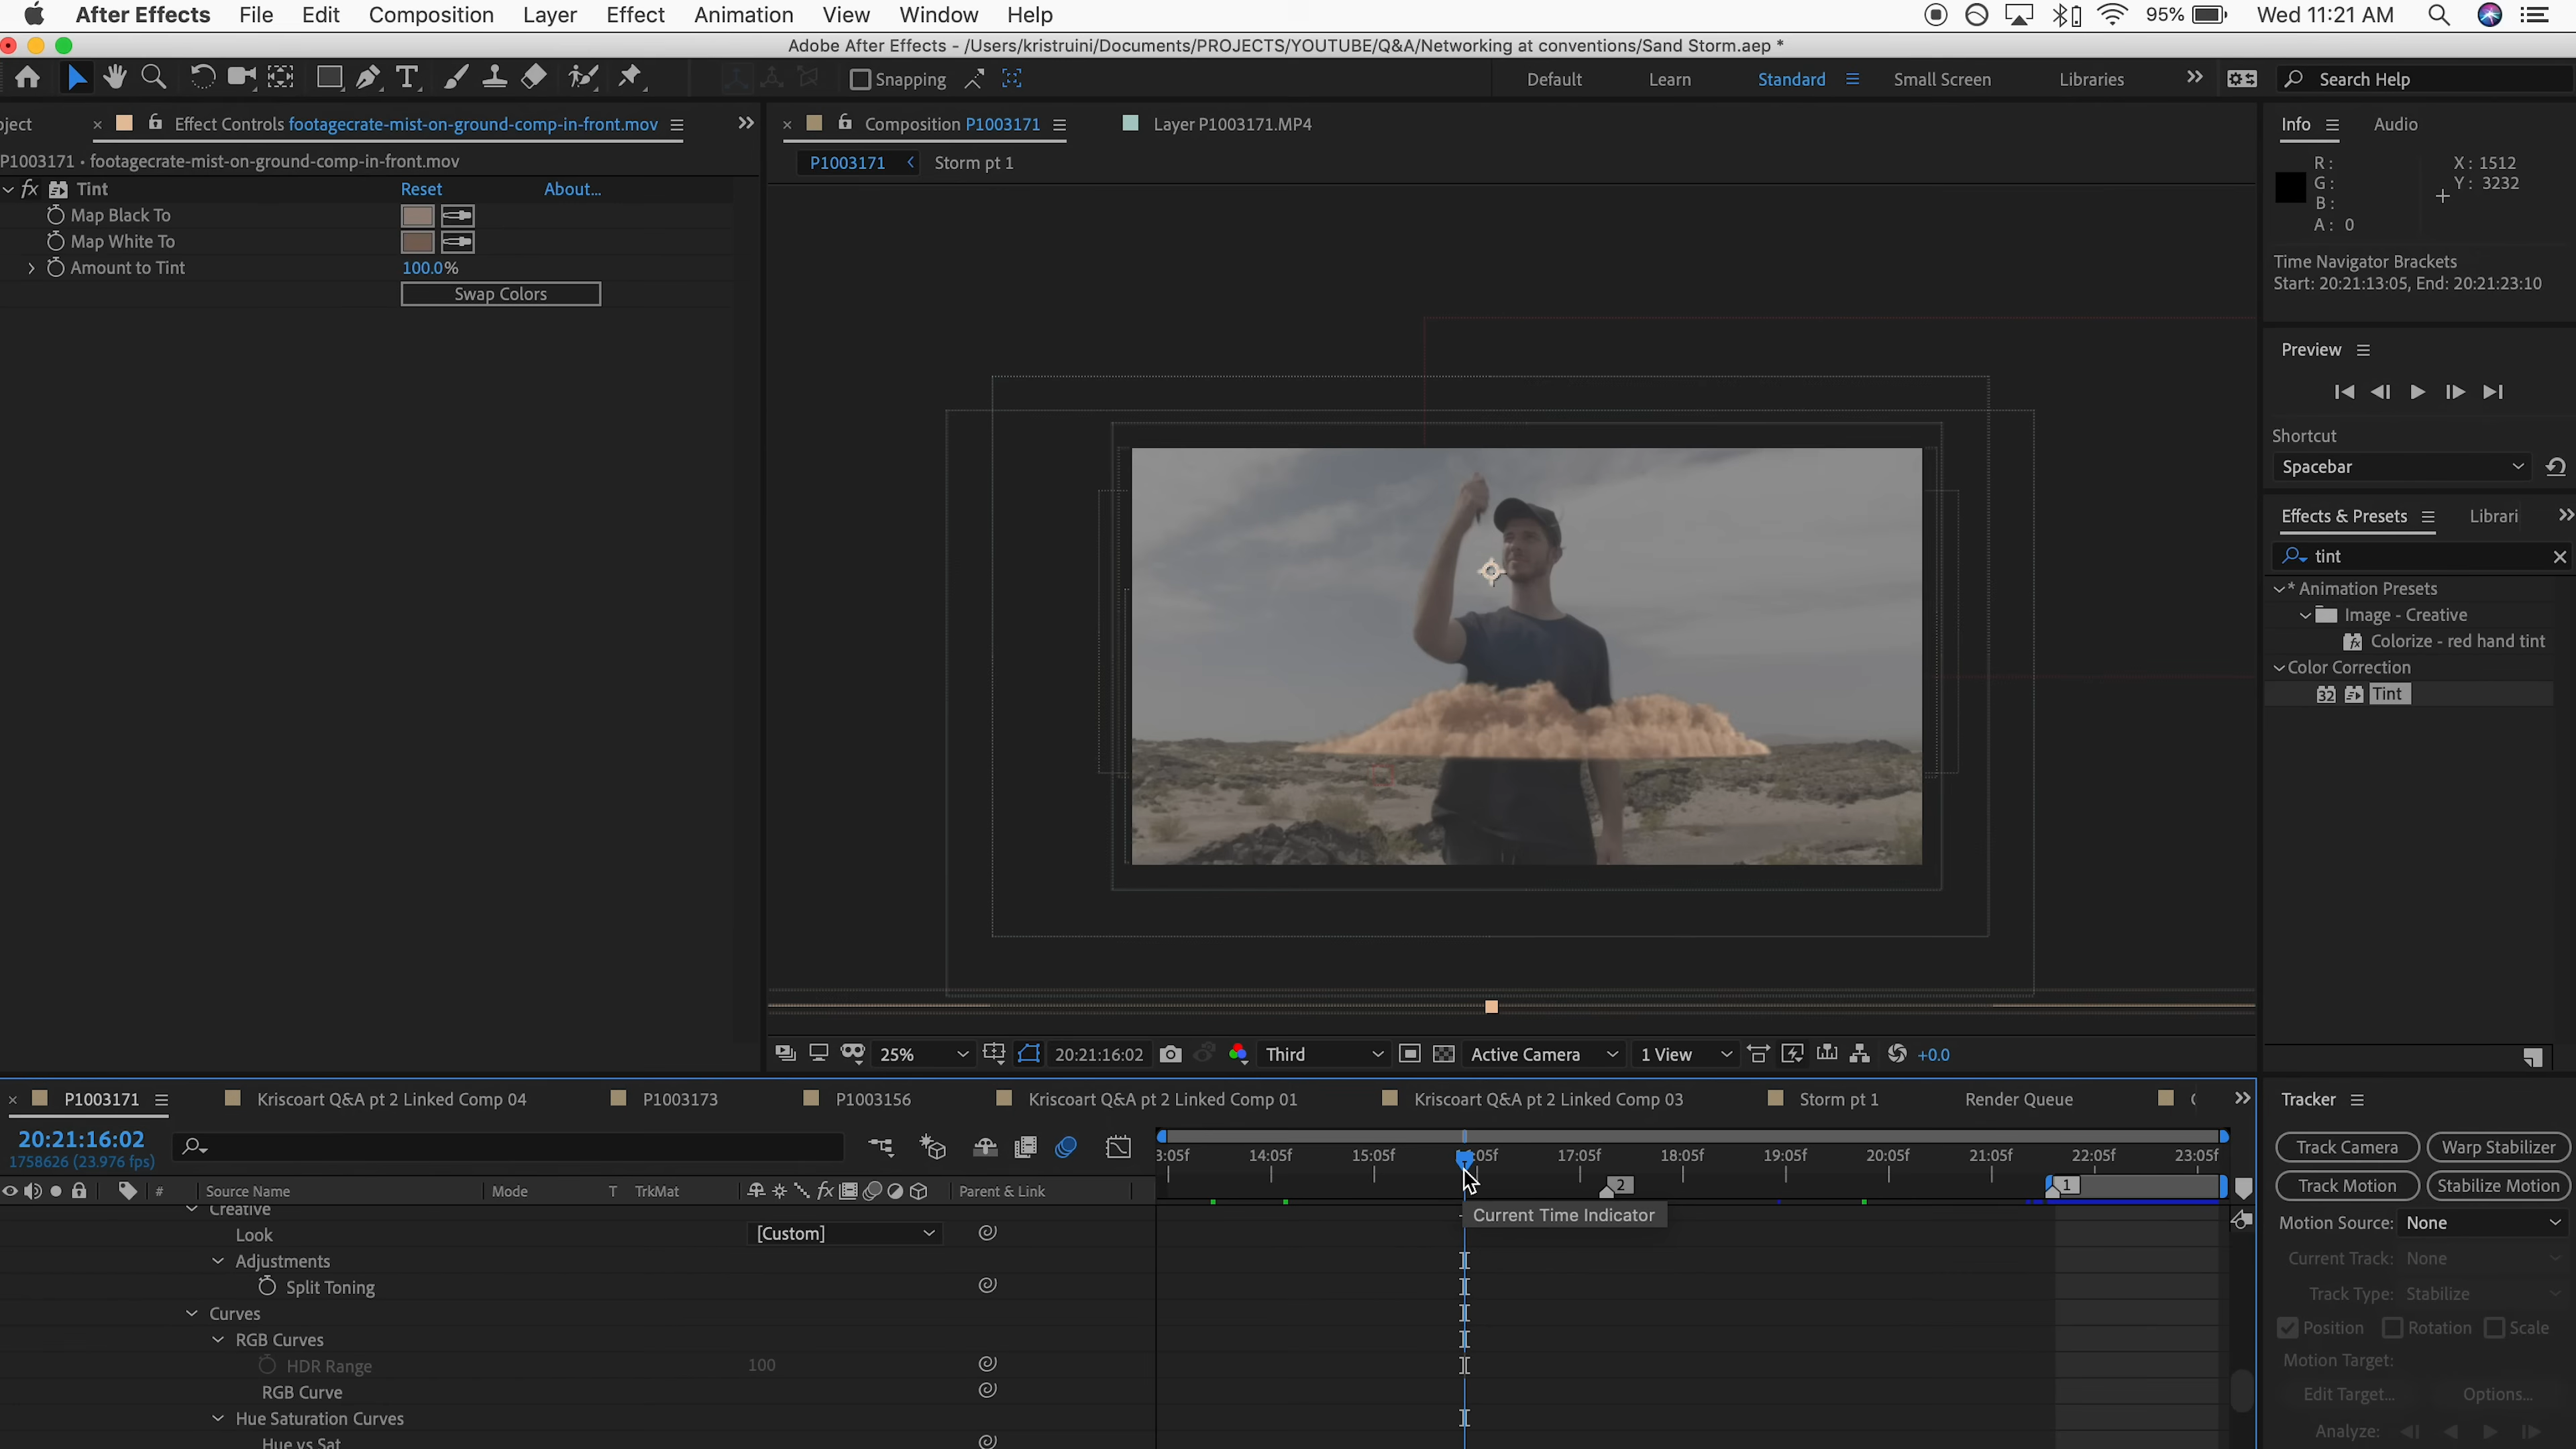 After Effects File Edit Composition Layer Effect Animation View Window Help 95% Wed 11:21 AM
Adobe After Effects - /Users/kristruini/Documents/PROJECTS/YOUTUBE/Q&A/Networking at conventions/Sand Storm.aep *
Snapping Default Learn Standard Small Screen Libraries Search Help
ject Effect Controls footagecrate-mist-on-ground-comp-in-front.mov
P1003171 • footagecrate-mist-on-ground-comp-in-front.mov
fx Tint Reset About...
Map Black To
Map White To
Amount to Tint 100.0%
Swap Colors
Composition P1003171 Layer P1003171.MP4
P1003171 Storm pt 1
Info Audio
R: X: 1512
G: Y: 3232
B:
A: 0
Time Navigator Brackets
Start: 20:21:13:05, End: 20:21:23:10
Preview
Shortcut
Spacebar
Effects & Presets Librari
tint
* Animation Presets
Image - Creative
Colorize - red hand tint
Color Correction
32 Tint
25% 20:21:16:02 Third Active Camera 1 View +0.0
P1003171 Kriscoart Q&A pt 2 Linked Comp 04 P1003173 P1003156 Kriscoart Q&A pt 2 Linked Comp 01 Kriscoart Q&A pt 2 Linked Comp 03 Storm pt 1 Render Queue
20:21:16:02
1758626 (23.976 fps)
3:05f 14:05f 15:05f :05f 17:05f 18:05f 19:05f 20:05f 21:05f 22:05f 23:05f
2 1
# Source Name Mode T TrkMat fx Parent & Link
Current Time Indicator
Creative
Look [Custom]
Adjustments
Split Toning
Curves
RGB Curves
HDR Range 100
RGB Curve
Hue Saturation Curves
Hue vs Sat
Tracker
Track Camera Warp Stabilizer
Track Motion Stabilize Motion
Motion Source: None
Current Track: None
Track Type: Stabilize
Position Rotation Scale
Motion Target:
Edit Target... Options...
Analyze: